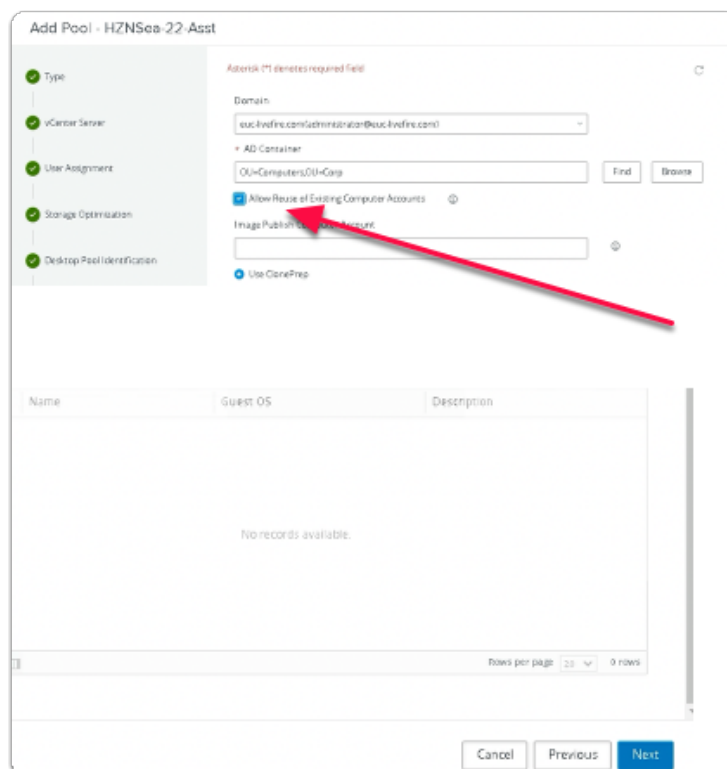 Add Pool - HZNSea-22-Asst
Asterisk (*) denotes required field
Type
Domain
vCenter Server
euc-livefire.com(administrator@euc-livefire.com)
* AD Container
User Assignment
OU=Computers,OU=Corp
Find
Browse
Allow Reuse of Existing Computer Accounts
Storage Optimization
Image Publish Account
Desktop Pool Identification
Use ClonePrep
Name
Guest OS
Description
No records available.
Rows per page 20 0 rows
Cancel
Previous
Next